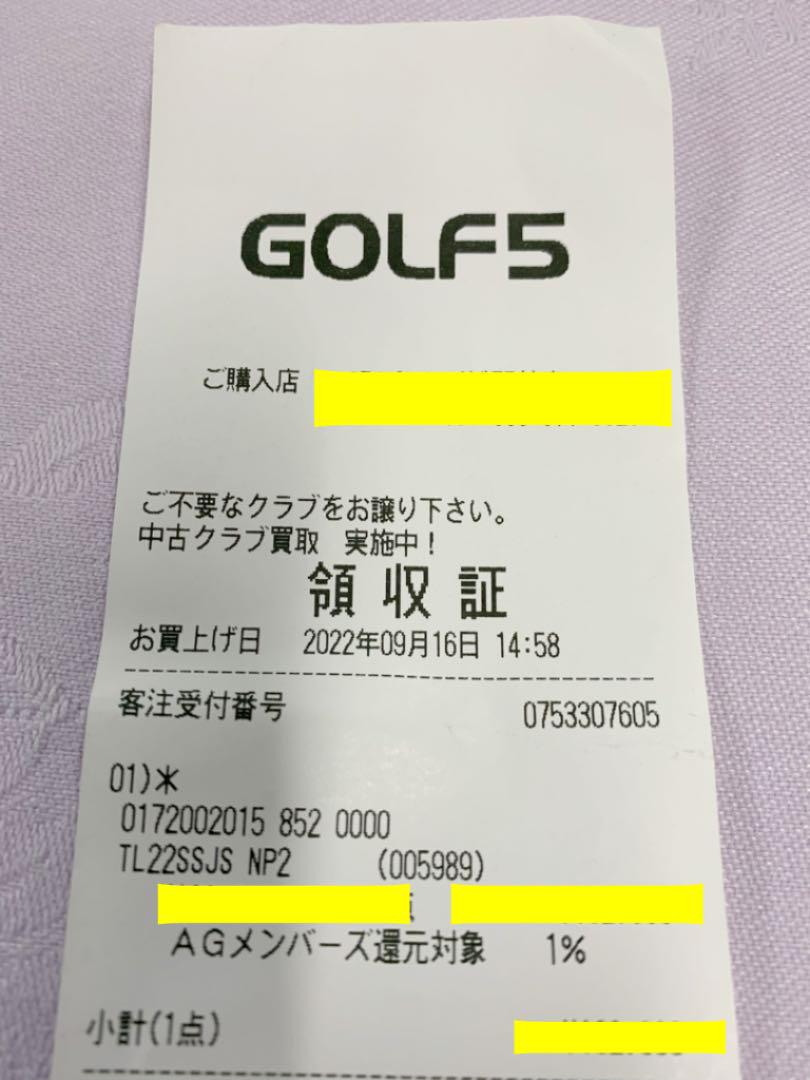 GOLF5
ご購入店
ご不要なクラブをお譲り下さい。
中古クラブ買取 実施中！
領収証
お買上げ日 2022年09月16日 14:58
客注受付番号 0753307605
01)*
0172002015 852 0000
TL22SSJS NP2 (005989)
AGメンバーズ還元対象 1%
小計(1点)